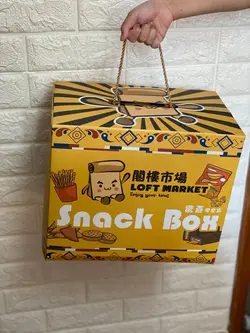 閣樓市場
LOFT MARKET
Enjoy your time!
Snack Box